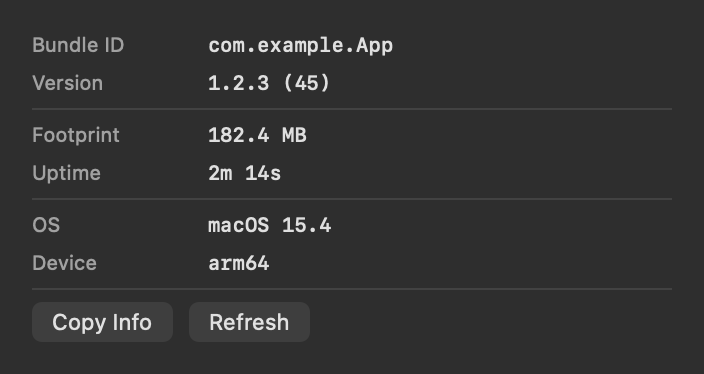 Bundle ID com.example.App
Version 1.2.3 (45)
Footprint 182.4 MB
Uptime 2m 14s
OS macOS 15.4
Device arm64
Copy Info Refresh